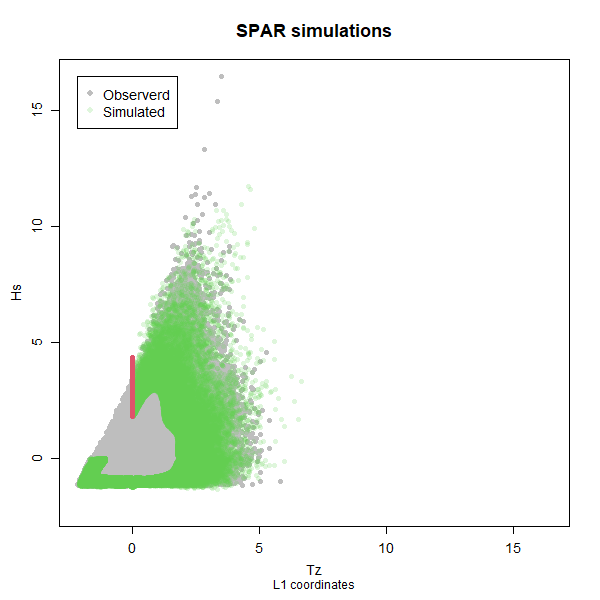 SPAR simulations
Observerd
Simulated
15
10
5
0
Hs
0 5 10 15
Tz
L1 coordinates